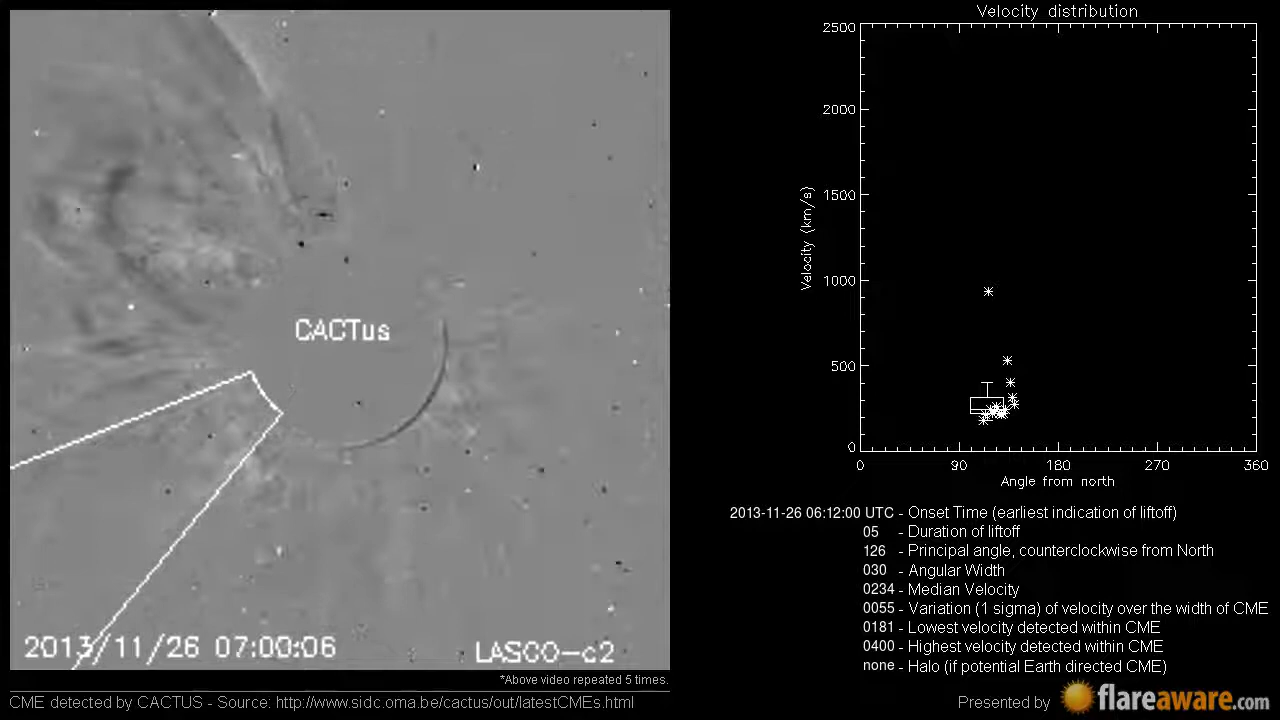 Velocity distribution
2500
2000
1500
1000
500
0
Velocity (km/s)
0 90 180 270 360
Angle from north
CACTus
2013/11/26 07:00:06
LASCO-c2
2013-11-26 06:12:00 UTC - Onset Time (earliest indication of liftoff)
05 - Duration of liftoff
126 - Principal angle, counterclockwise from North
030 - Angular Width
0234 - Median Velocity
0055 - Variation (1 sigma) of velocity over the width of CME
0181 - Lowest velocity detected within CME
0400 - Highest velocity detected within CME
none - Halo (if potential Earth directed CME)
*Above video repeated 5 times.
CME detected by CACTUS - Source: http://www.sidc.oma.be/cactus/out/latestCMEs.html
Presented by flareaware.com